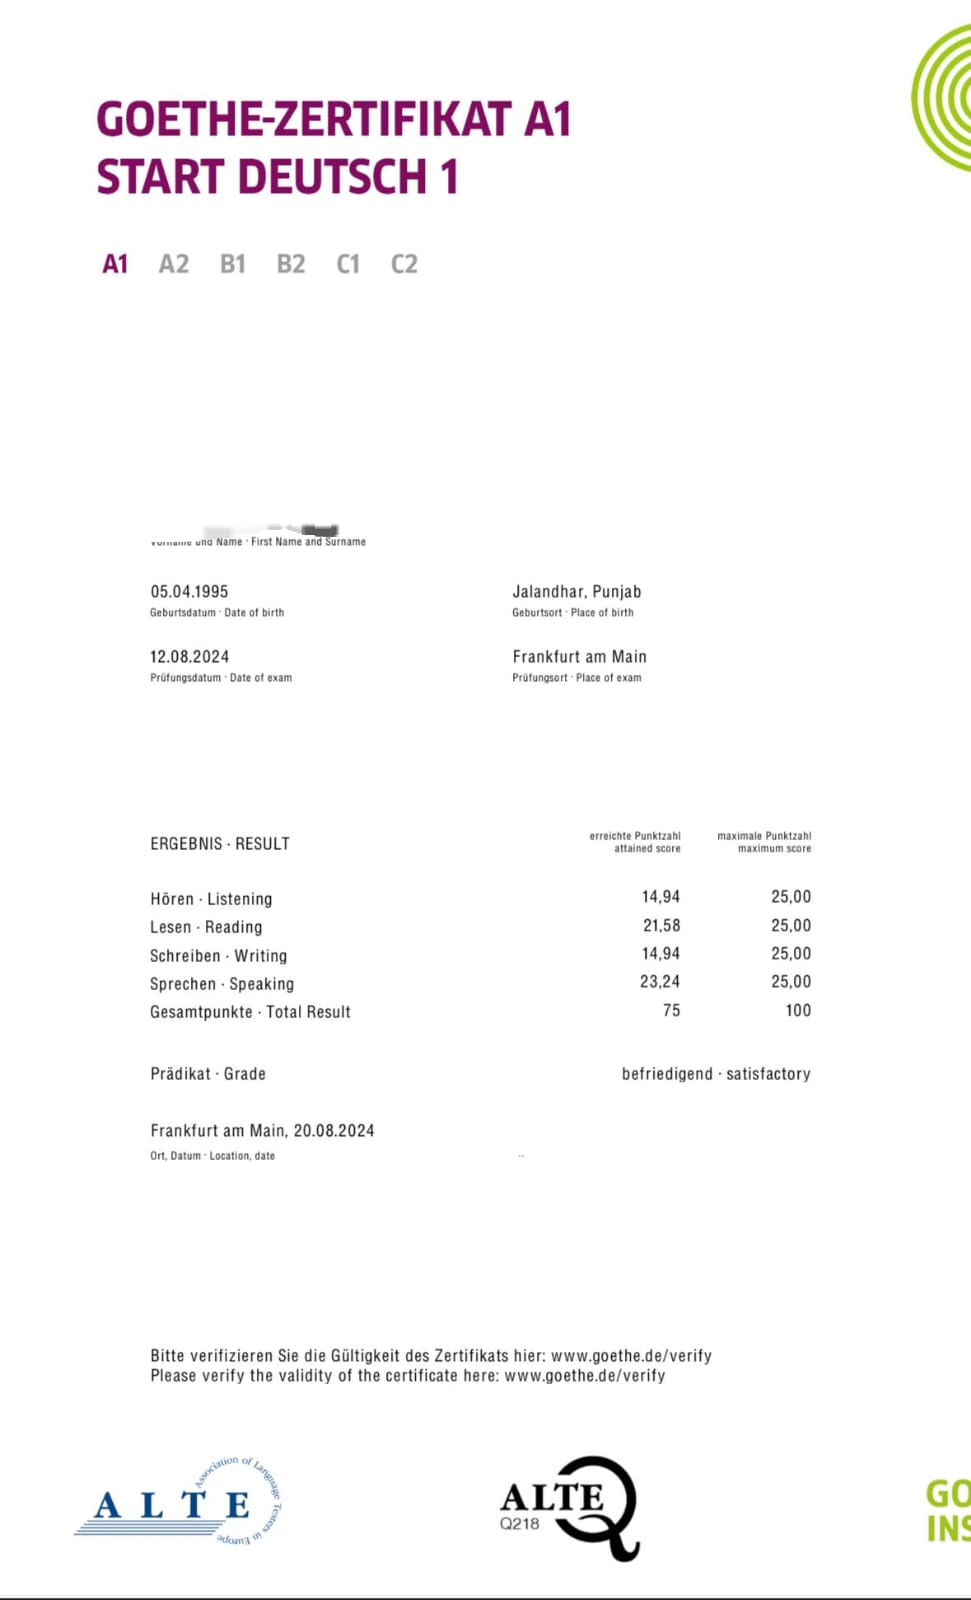 GOETHE-ZERTIFIKAT A1
START DEUTSCH 1
A1 A2 B1 B2 C1 C2
Vorname und Name · First Name and Surname
05.04.1995
Geburtsdatum · Date of birth
Jalandhar, Punjab
Geburtsort · Place of birth
12.08.2024
Prüfungsdatum · Date of exam
Frankfurt am Main
Prüfungsort · Place of exam
ERGEBNIS · RESULT
erreichte Punktzahl
attained score
maximale Punktzahl
maximum score
Hören · Listening 14,94 25,00
Lesen · Reading 21,58 25,00
Schreiben · Writing 14,94 25,00
Sprechen · Speaking 23,24 25,00
Gesamtpunkte · Total Result 75 100
Prädikat · Grade befriedigend · satisfactory
Frankfurt am Main, 20.08.2024
Ort, Datum · Location, date
Bitte verifizieren Sie die Gültigkeit des Zertifikats hier: www.goethe.de/verify
Please verify the validity of the certificate here: www.goethe.de/verify
ALTE
Association of Language Testers in Europe
ALTE
Q218
GO
INS